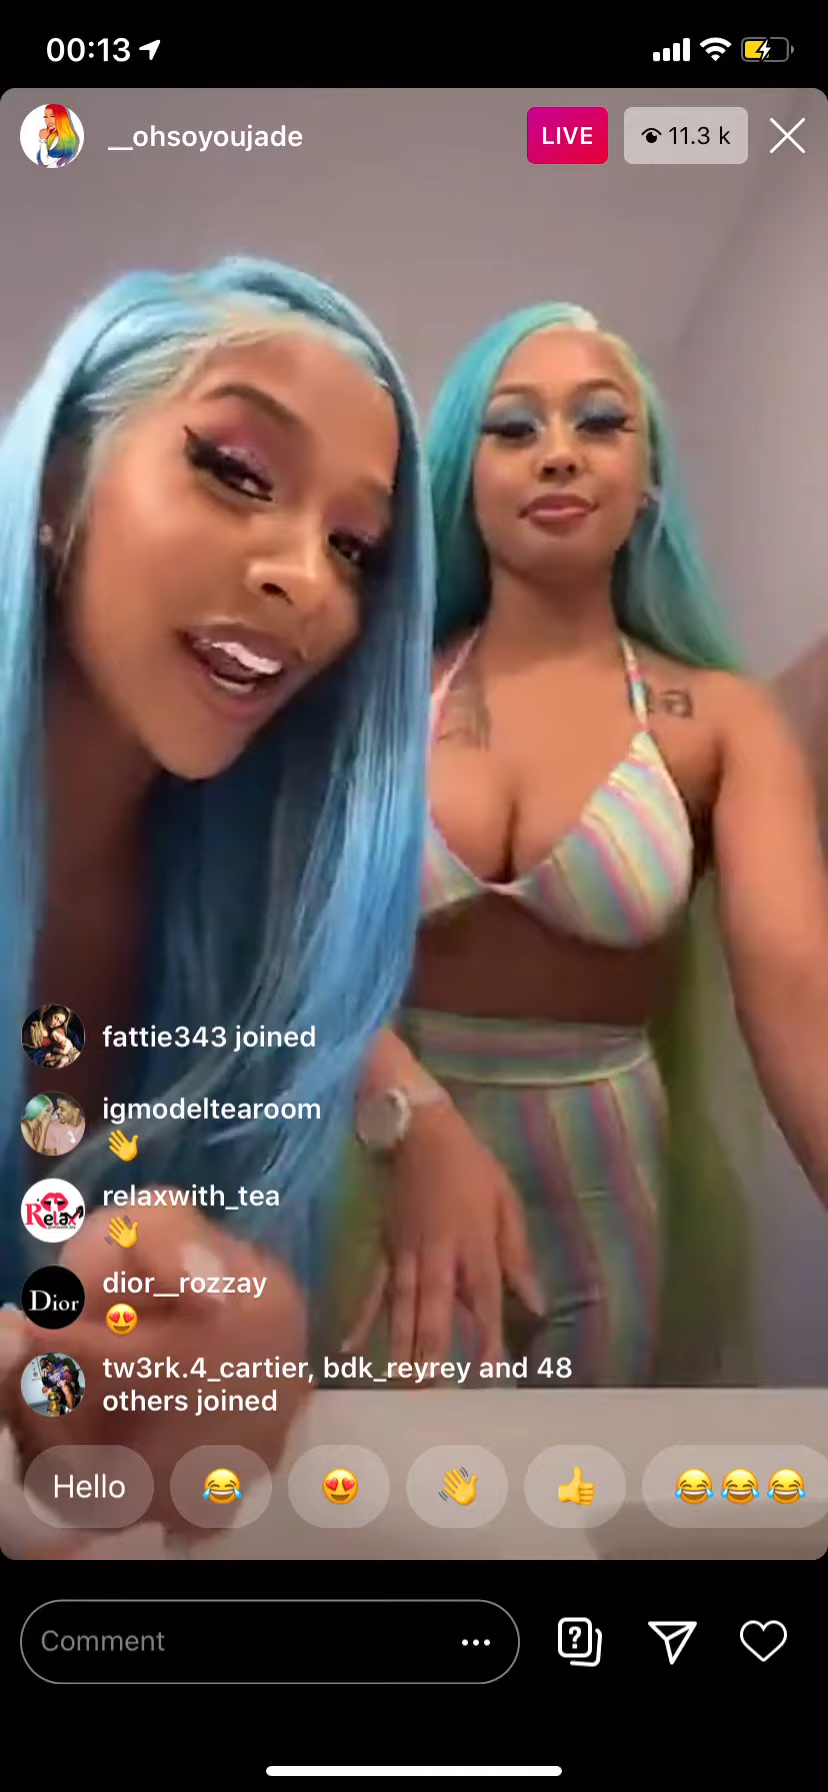 00:13
__ohsoyoujade
LIVE
11.3 k
fattie343 joined
igmodeltearoom
👋
relaxwith_tea
👋
Relax
dior__rozzay
😍
Dior
tw3rk.4_cartier, bdk_reyrey and 48
others joined
Hello
😂
😍
👋
👍
😂😂😂
Comment
?